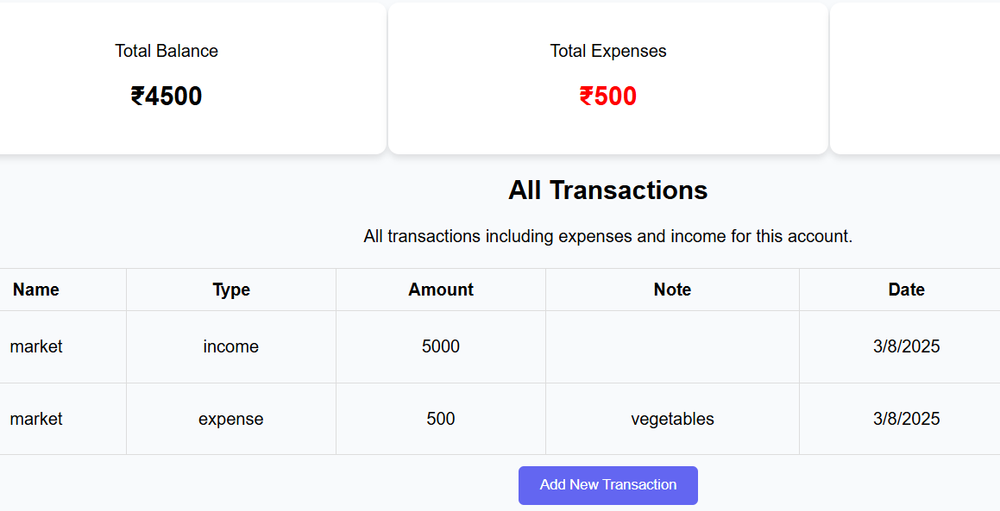 Total Balance
₹4500
Total Expenses
₹500
All Transactions
All transactions including expenses and income for this account.
Name Type Amount Note Date
market income 5000 3/8/2025
market expense 500 vegetables 3/8/2025
Add New Transaction